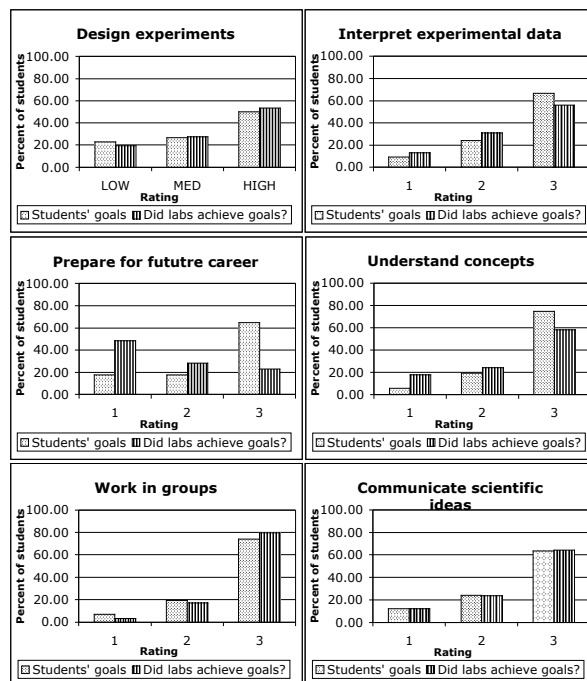 Design experiments
Percent of students
100.00
80.00
60.00
40.00
20.00
0.00
LOW MED HIGH
Rating
Students' goals Did labs achieve goals?
Interpret experimental data
Percent of students
100.00
80.00
60.00
40.00
20.00
0.00
1 2 3
Rating
Students' goals Did labs achieve goals?
Prepare for fututre career
Percent of students
100.00
80.00
60.00
40.00
20.00
0.00
1 2 3
Rating
Students' goals Did labs achieve goals?
Understand concepts
Percent of students
100.00
80.00
60.00
40.00
20.00
0.00
1 2 3
Rating
Students' goals Did labs achieve goals?
Work in groups
Percent of students
100.00
80.00
60.00
40.00
20.00
0.00
1 2 3
Rating
Students' goals Did labs achieve goals?
Communicate scientific
ideas
Percent of students
100.00
80.00
60.00
40.00
20.00
0.00
1 2 3
Rating
Students' goals Did labs achieve goals?